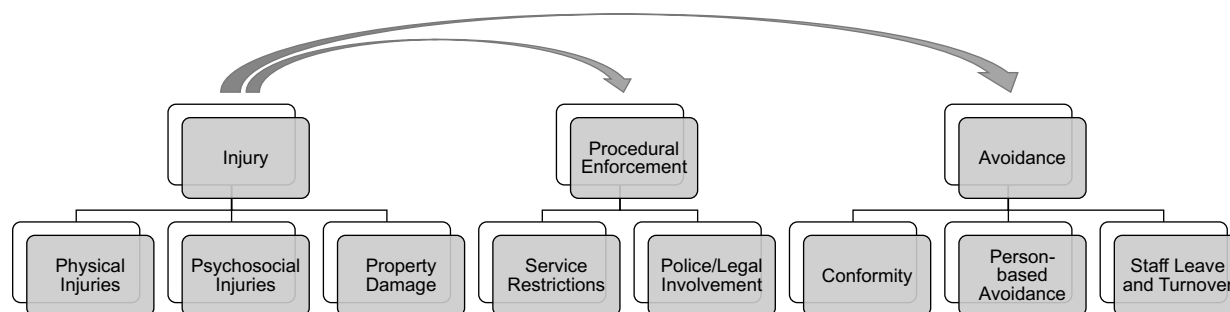 Injury
Procedural
Enforcement
Avoidance
Physical
Injuries
Psychosocial
Injuries
Property
Damage
Service
Restrictions
Police/Legal
Involvement
Conformity
Person-
based
Avoidance
Staff Leave
and Turnover